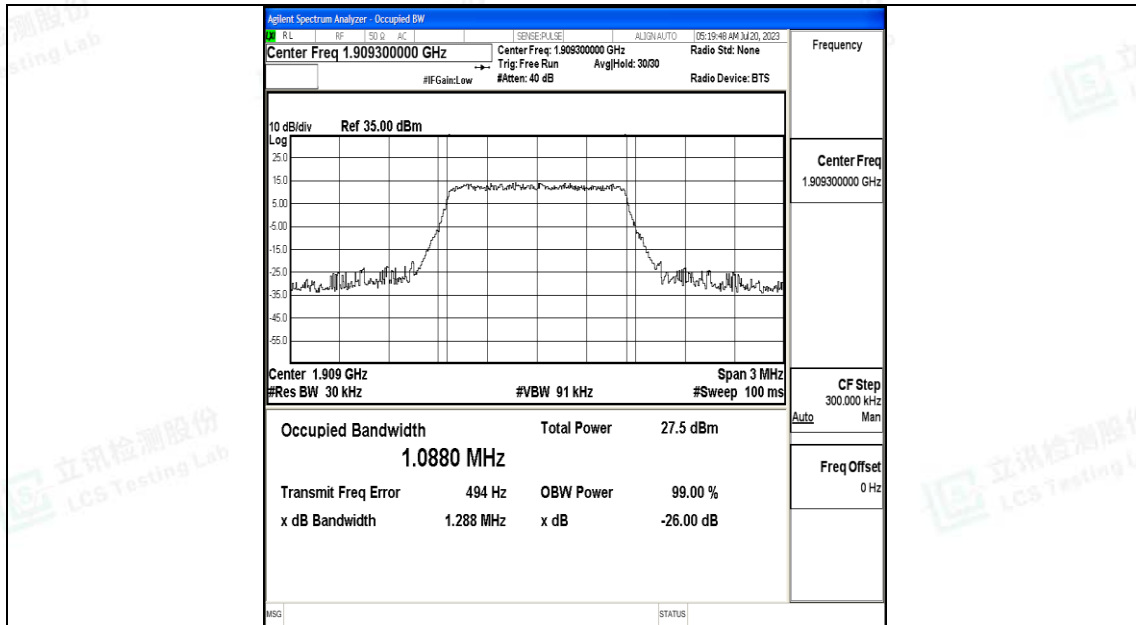 Agilent Spectrum Analyzer - Occupied BW
RL RF 50 Ω AC SENSE:PULSE ALIGNAUTO 05:19:48 AM Jul 20, 2023
Center Freq 1.909300000 GHz
Center Freq: 1.909300000 GHz Radio Std: None
Trig: Free Run Avg|Hold: 30/30
#IFGain:Low #Atten: 40 dB Radio Device: BTS
10 dB/div Ref 35.00 dBm
Log
25.0
15.0
5.00
-5.00
-15.0
-25.0
-35.0
-45.0
-55.0
Center 1.909 GHz Span 3 MHz
#Res BW 30 kHz #VBW 91 kHz #Sweep 100 ms
Occupied Bandwidth Total Power 27.5 dBm
1.0880 MHz
Transmit Freq Error 494 Hz OBW Power 99.00 %
x dB Bandwidth 1.288 MHz x dB -26.00 dB
MSG STATUS
Frequency
Center Freq
1.909300000 GHz
CF Step
300.000 kHz
Auto Man
Freq Offset
0 Hz
立讯检测股份
LCS Testing Lab
立讯检测股份
LCS Testing